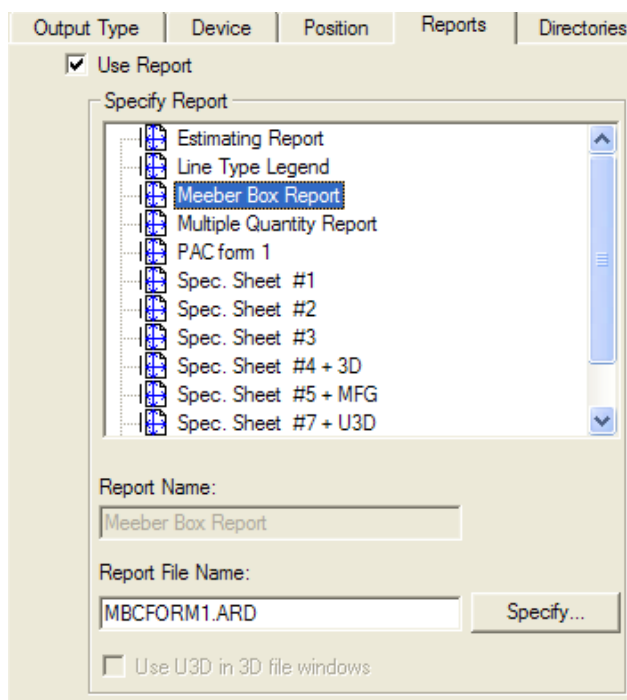 Output Type Device Position Reports Directories
Use Report
Specify Report
Estimating Report
Line Type Legend
Meeber Box Report
Multiple Quantity Report
PAC form 1
Spec. Sheet #1
Spec. Sheet #2
Spec. Sheet #3
Spec. Sheet #4 + 3D
Spec. Sheet #5 + MFG
Spec. Sheet #7 + U3D
Report Name:
Meeber Box Report
Report File Name:
MBCFORM1.ARD Specify...
Use U3D in 3D file windows